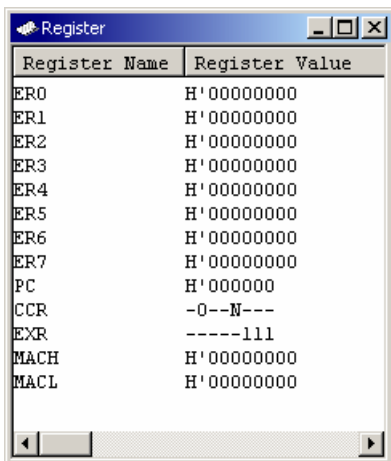 Register
Register Name Register Value
ER0 H'00000000
ER1 H'00000000
ER2 H'00000000
ER3 H'00000000
ER4 H'00000000
ER5 H'00000000
ER6 H'00000000
ER7 H'00000000
PC H'000000
CCR -0--N---
EXR -----111
MACH H'00000000
MACL H'00000000